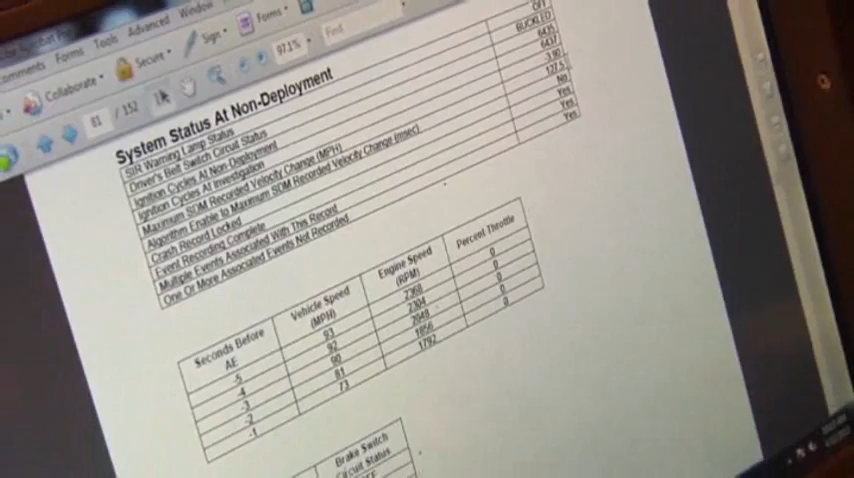 Forms Tools Advanced Window
Comments
Collaborate Secure Sign Forms
81 / 152 97.1% Find
System Status At Non-Deployment
SIR Warning Lamp Status OFF
Driver's Belt Switch Circuit Status BUCKLED
Ignition Cycles At Non-Deployment 6435
Ignition Cycles At Investigation 6437
Maximum SDM Recorded Velocity Change (MPH) -3.90
Algorithm Enable to Maximum SDM Recorded Velocity Change (msec) 127.5
Crash Record Locked No
Event Recording Complete Yes
Multiple Events Associated With This Record Yes
One Or More Associated Events Not Recorded Yes
Seconds Before AE Vehicle Speed (MPH) Engine Speed (RPM) Percent Throttle
-5 93 2368 0
-4 92 2304 0
-3 90 2048 0
-2 81 1856 0
-1 73 1792 0
Brake Switch
Circuit Status